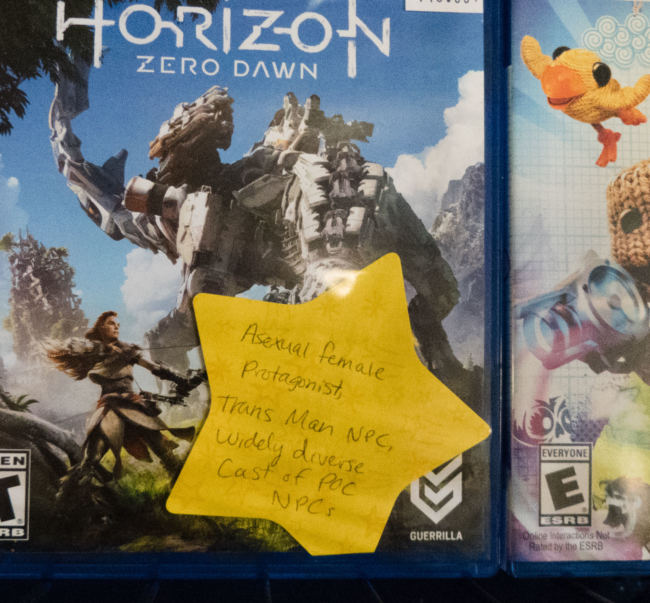 HORIZON
ZERO DAWN
Asexual female
Protagonist,
Trans Man NPC,
Widely diverse
Cast of POC
NPCs
GUERRILLA
EEN
T
RB
EVERYONE
E
ESRB
Online Interactions Not
Rated by the ESRB